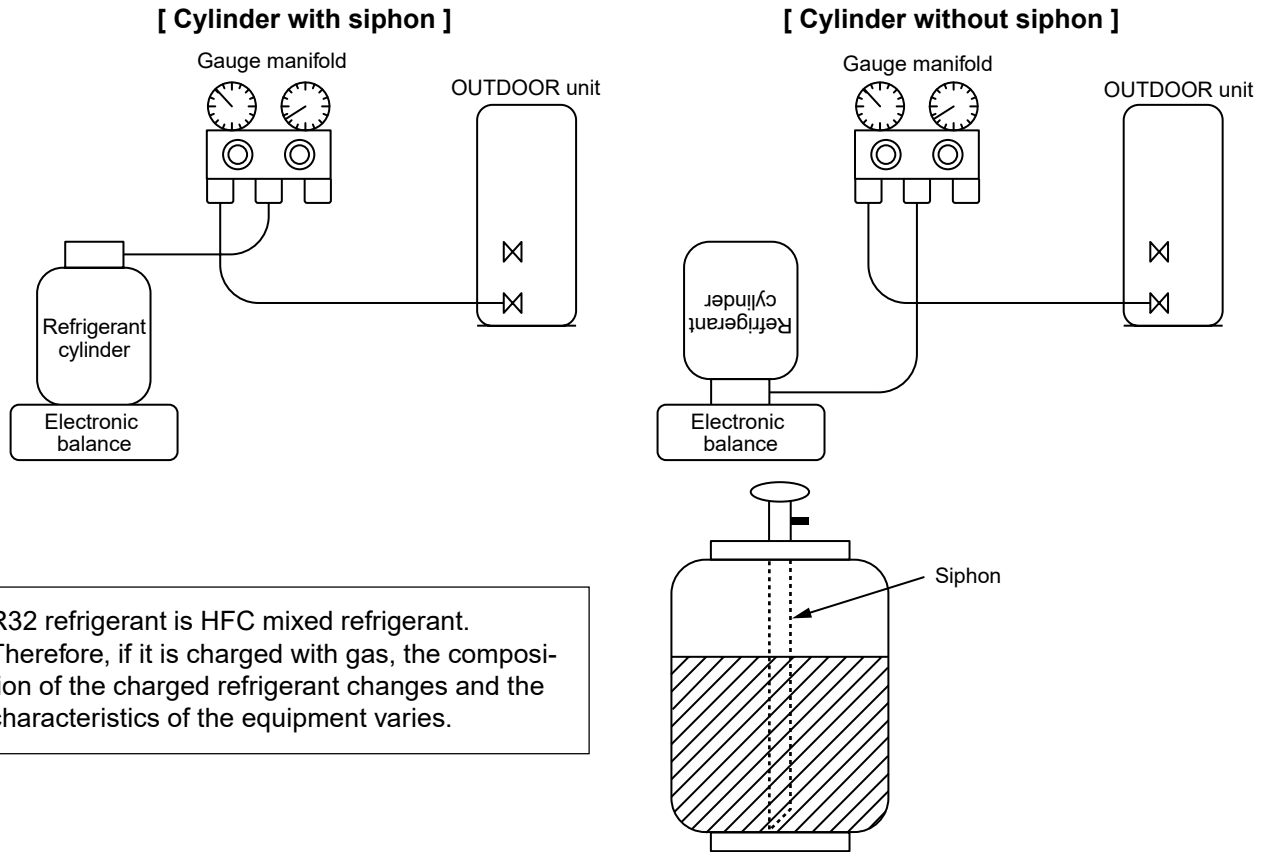 [ Cylinder with siphon ]
Gauge manifold
OUTDOOR unit
Refrigerant
cylinder
Electronic
balance
[ Cylinder without siphon ]
Gauge manifold
OUTDOOR unit
Refrigerant
cylinder
Electronic
balance
Siphon
R32 refrigerant is HFC mixed refrigerant.
Therefore, if it is charged with gas, the composi-
tion of the charged refrigerant changes and the
characteristics of the equipment varies.